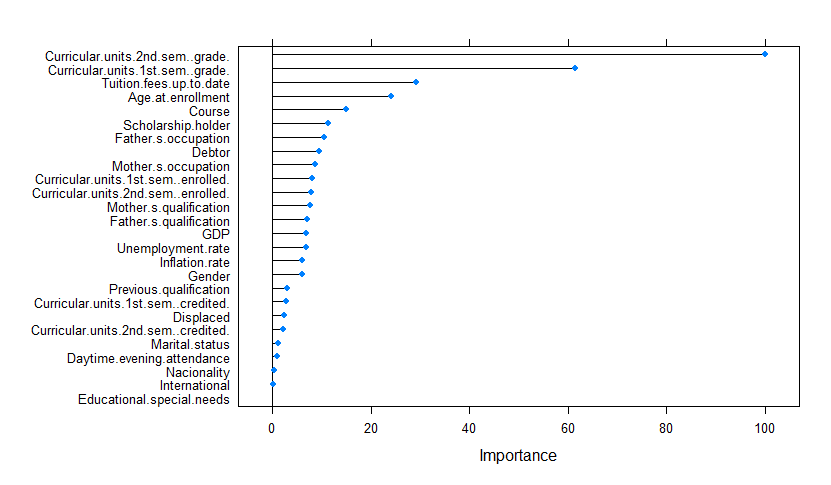 Curricular.units.2nd.sem..grade.
Curricular.units.1st.sem..grade.
Tuition.fees.up.to.date
Age.at.enrollment
Course
Scholarship.holder
Father.s.occupation
Debtor
Mother.s.occupation
Curricular.units.1st.sem..enrolled.
Curricular.units.2nd.sem..enrolled.
Mother.s.qualification
Father.s.qualification
GDP
Unemployment.rate
Inflation.rate
Gender
Previous.qualification
Curricular.units.1st.sem..credited.
Displaced
Curricular.units.2nd.sem..credited.
Marital.status
Daytime.evening.attendance
Nacionality
International
Educational.special.needs
0 20 40 60 80 100
Importance